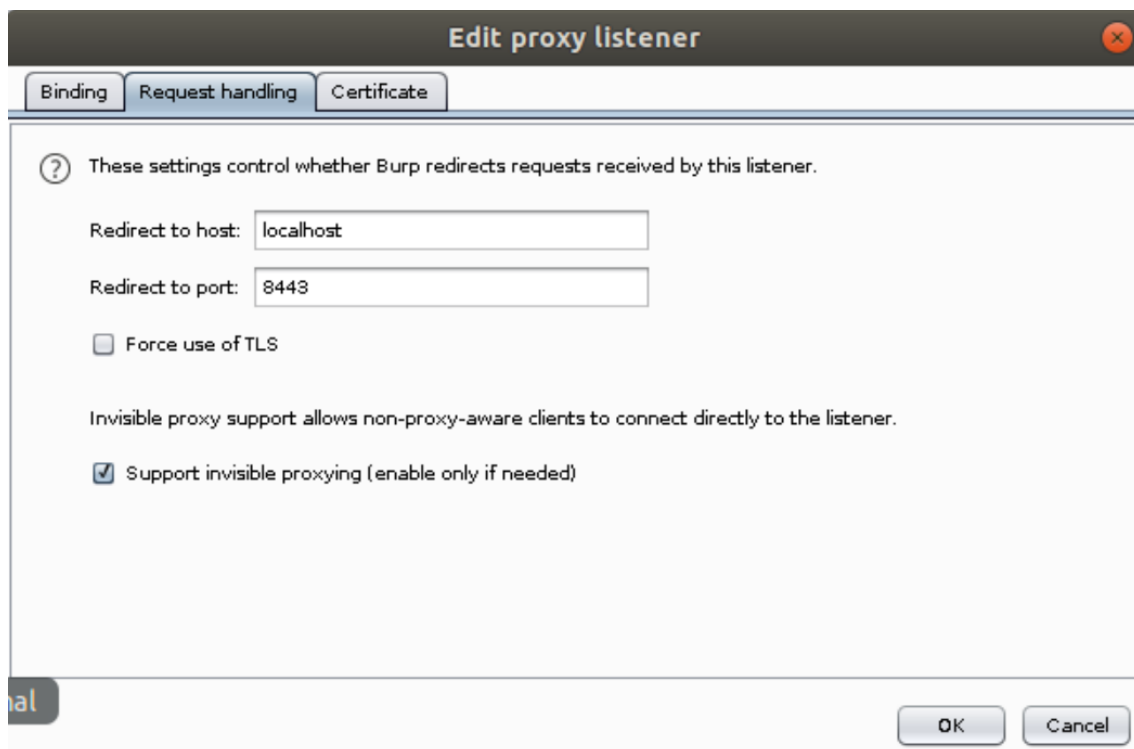 Edit proxy listener
Binding Request handling Certificate
? These settings control whether Burp redirects requests received by this listener.
Redirect to host: localhost
Redirect to port: 8443
Force use of TLS
Invisible proxy support allows non-proxy-aware clients to connect directly to the listener.
Support invisible proxying (enable only if needed)
nal
OK Cancel